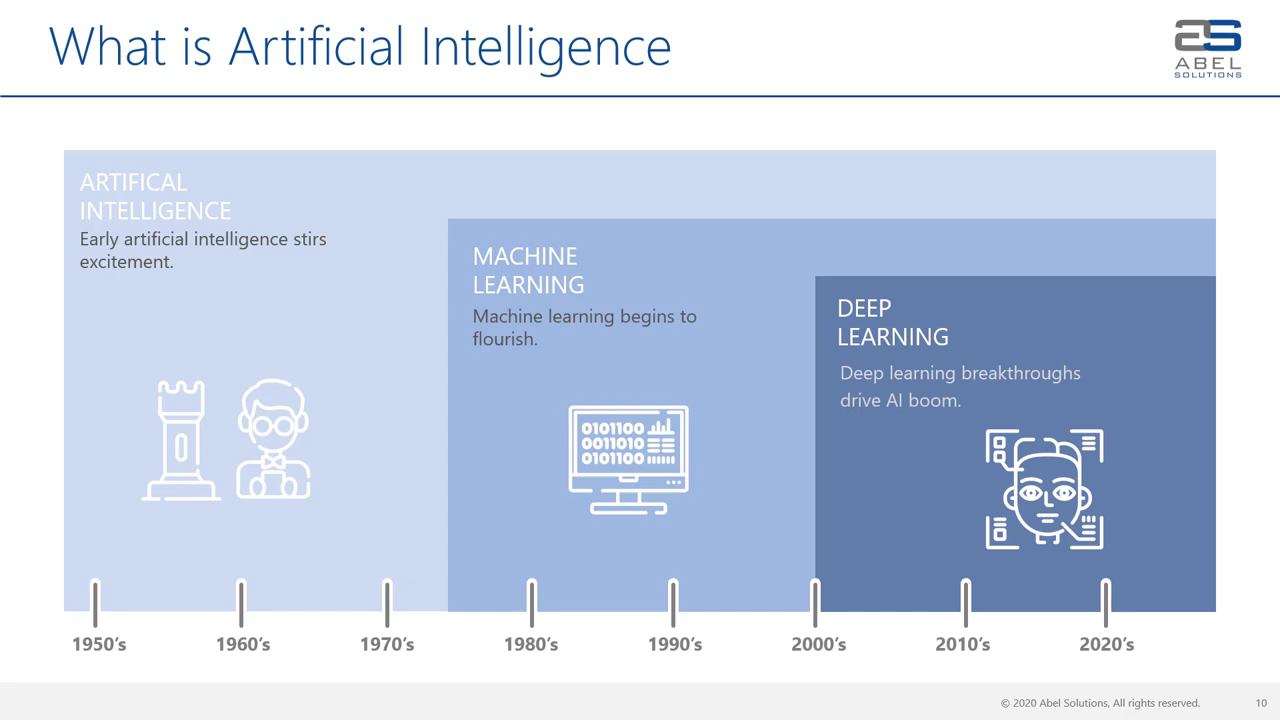 What is Artificial Intelligence
ABEL
SOLUTIONS
ARTIFICAL
INTELLIGENCE
Early artificial intelligence stirs
excitement.
MACHINE
LEARNING
Machine learning begins to
flourish.
DEEP
LEARNING
Deep learning breakthroughs
drive AI boom.
0101100
0011010
0101100
1950’s 1960’s 1970’s 1980’s 1990’s 2000’s 2010’s 2020’s
© 2020 Abel Solutions, All rights reserved. 10